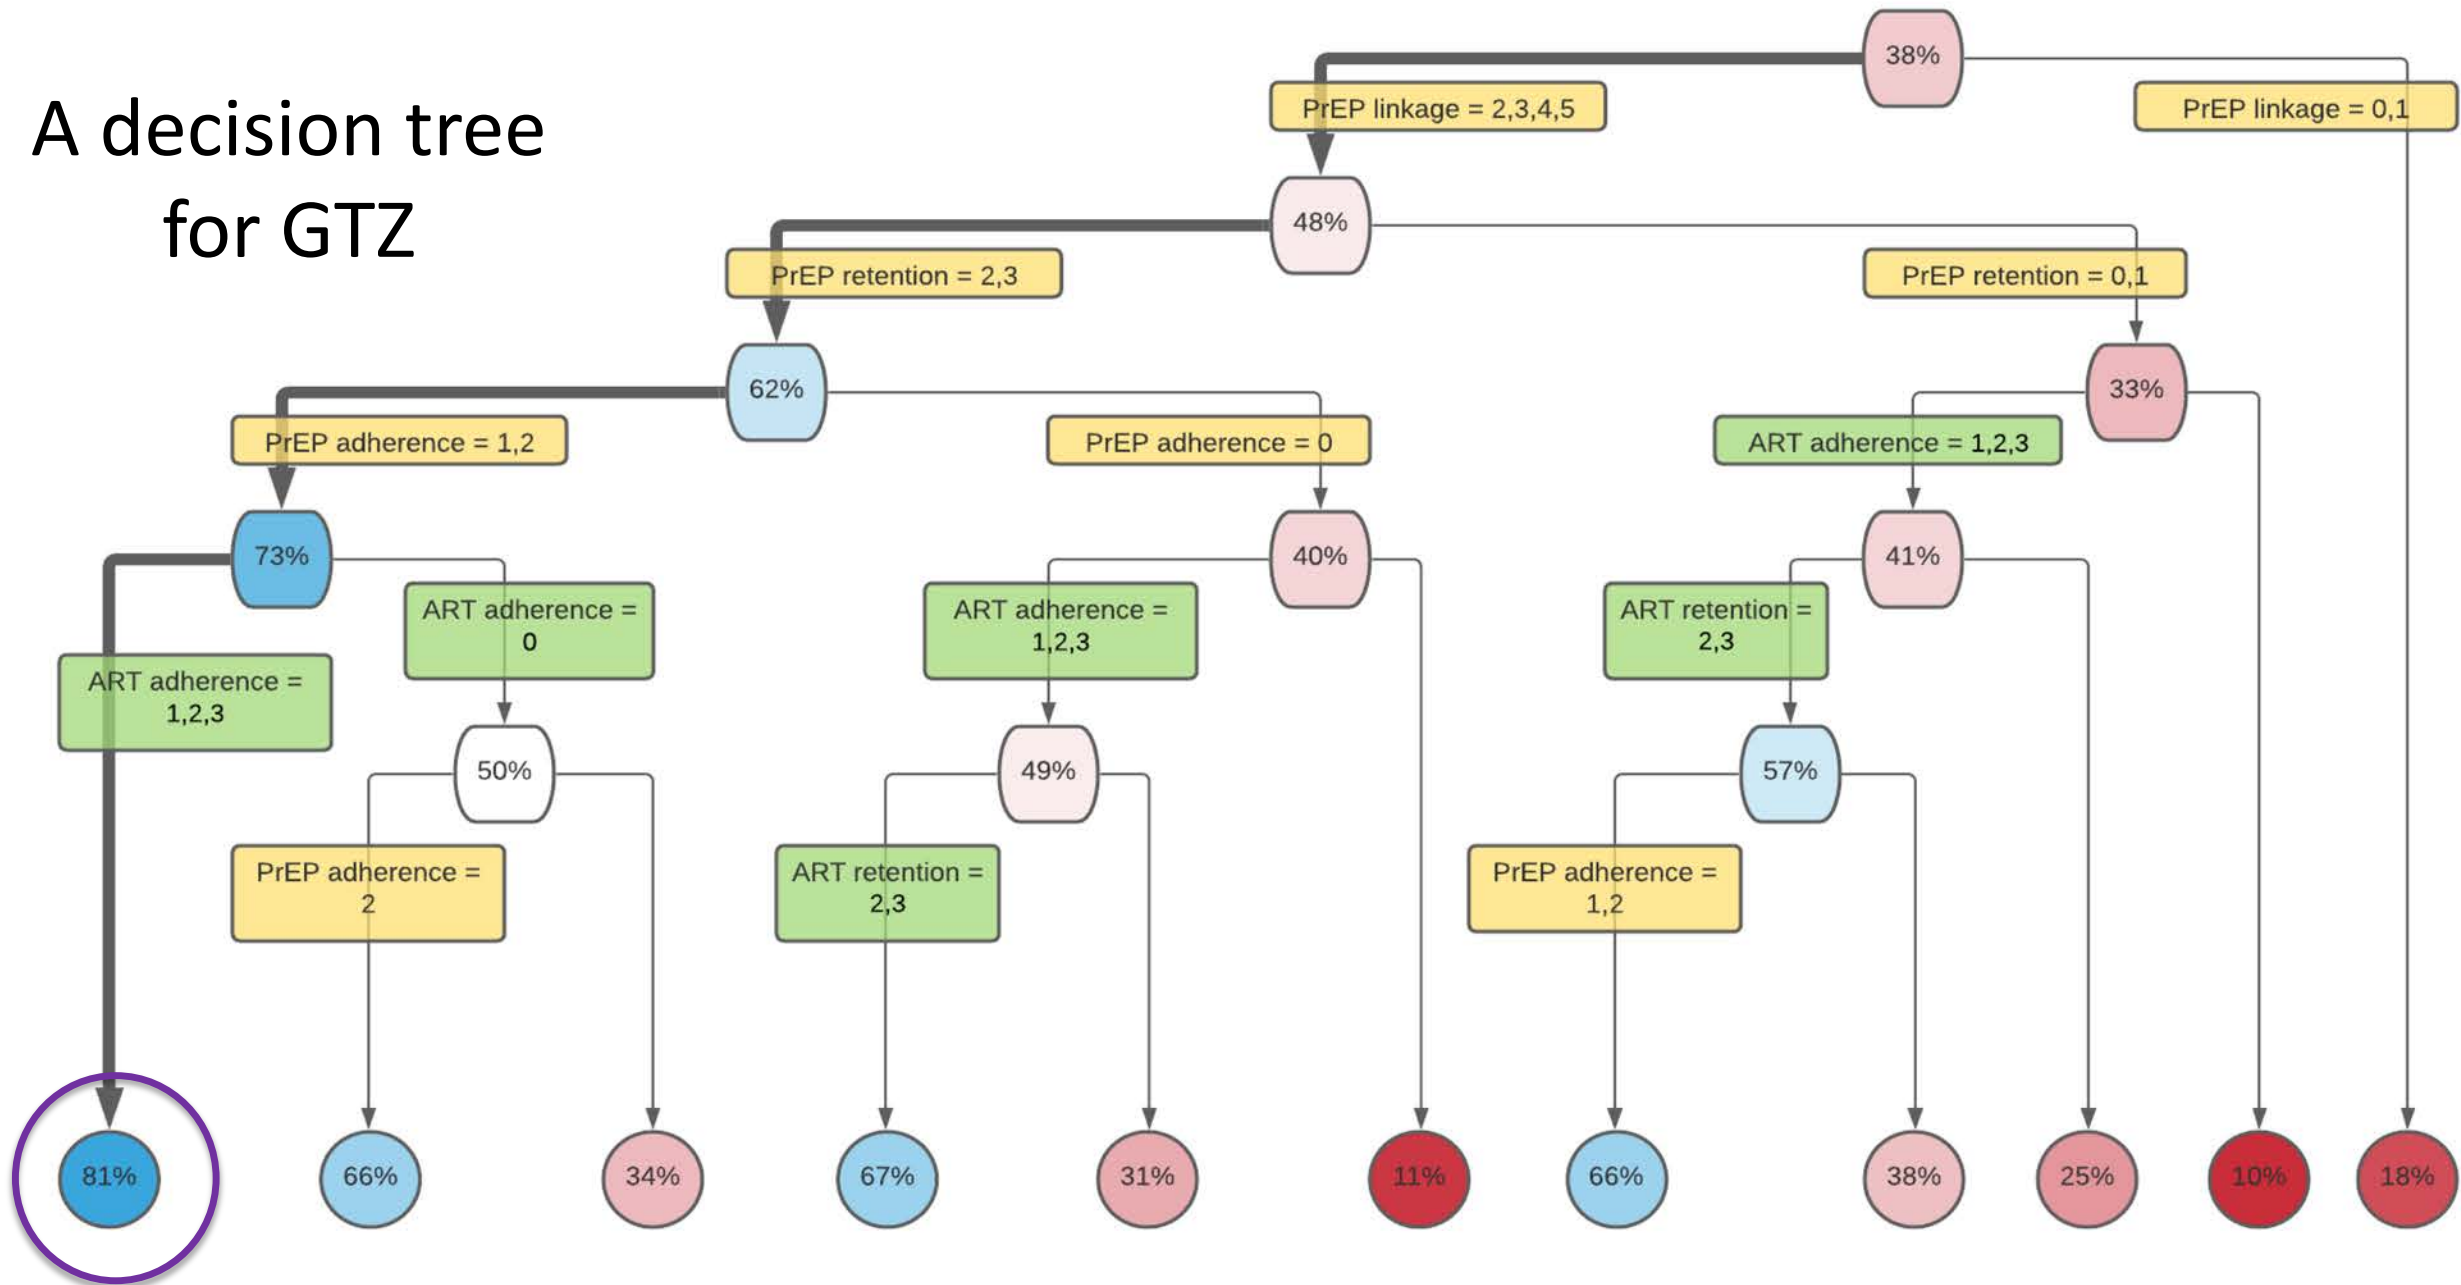 A decision tree
for GTZ
38%
PrEP linkage = 2,3,4,5
PrEP linkage = 0,1
48%
PrEP retention = 2,3
PrEP retention = 0,1
62%
33%
PrEP adherence = 1,2
PrEP adherence = 0
ART adherence = 1,2,3
73%
40%
41%
ART adherence =
1,2,3
ART adherence =
0
ART adherence =
1,2,3
ART retention =
2,3
50%
49%
57%
PrEP adherence =
2
ART retention =
2,3
PrEP adherence =
1,2
81%
66%
34%
67%
31%
11%
66%
38%
25%
10%
18%